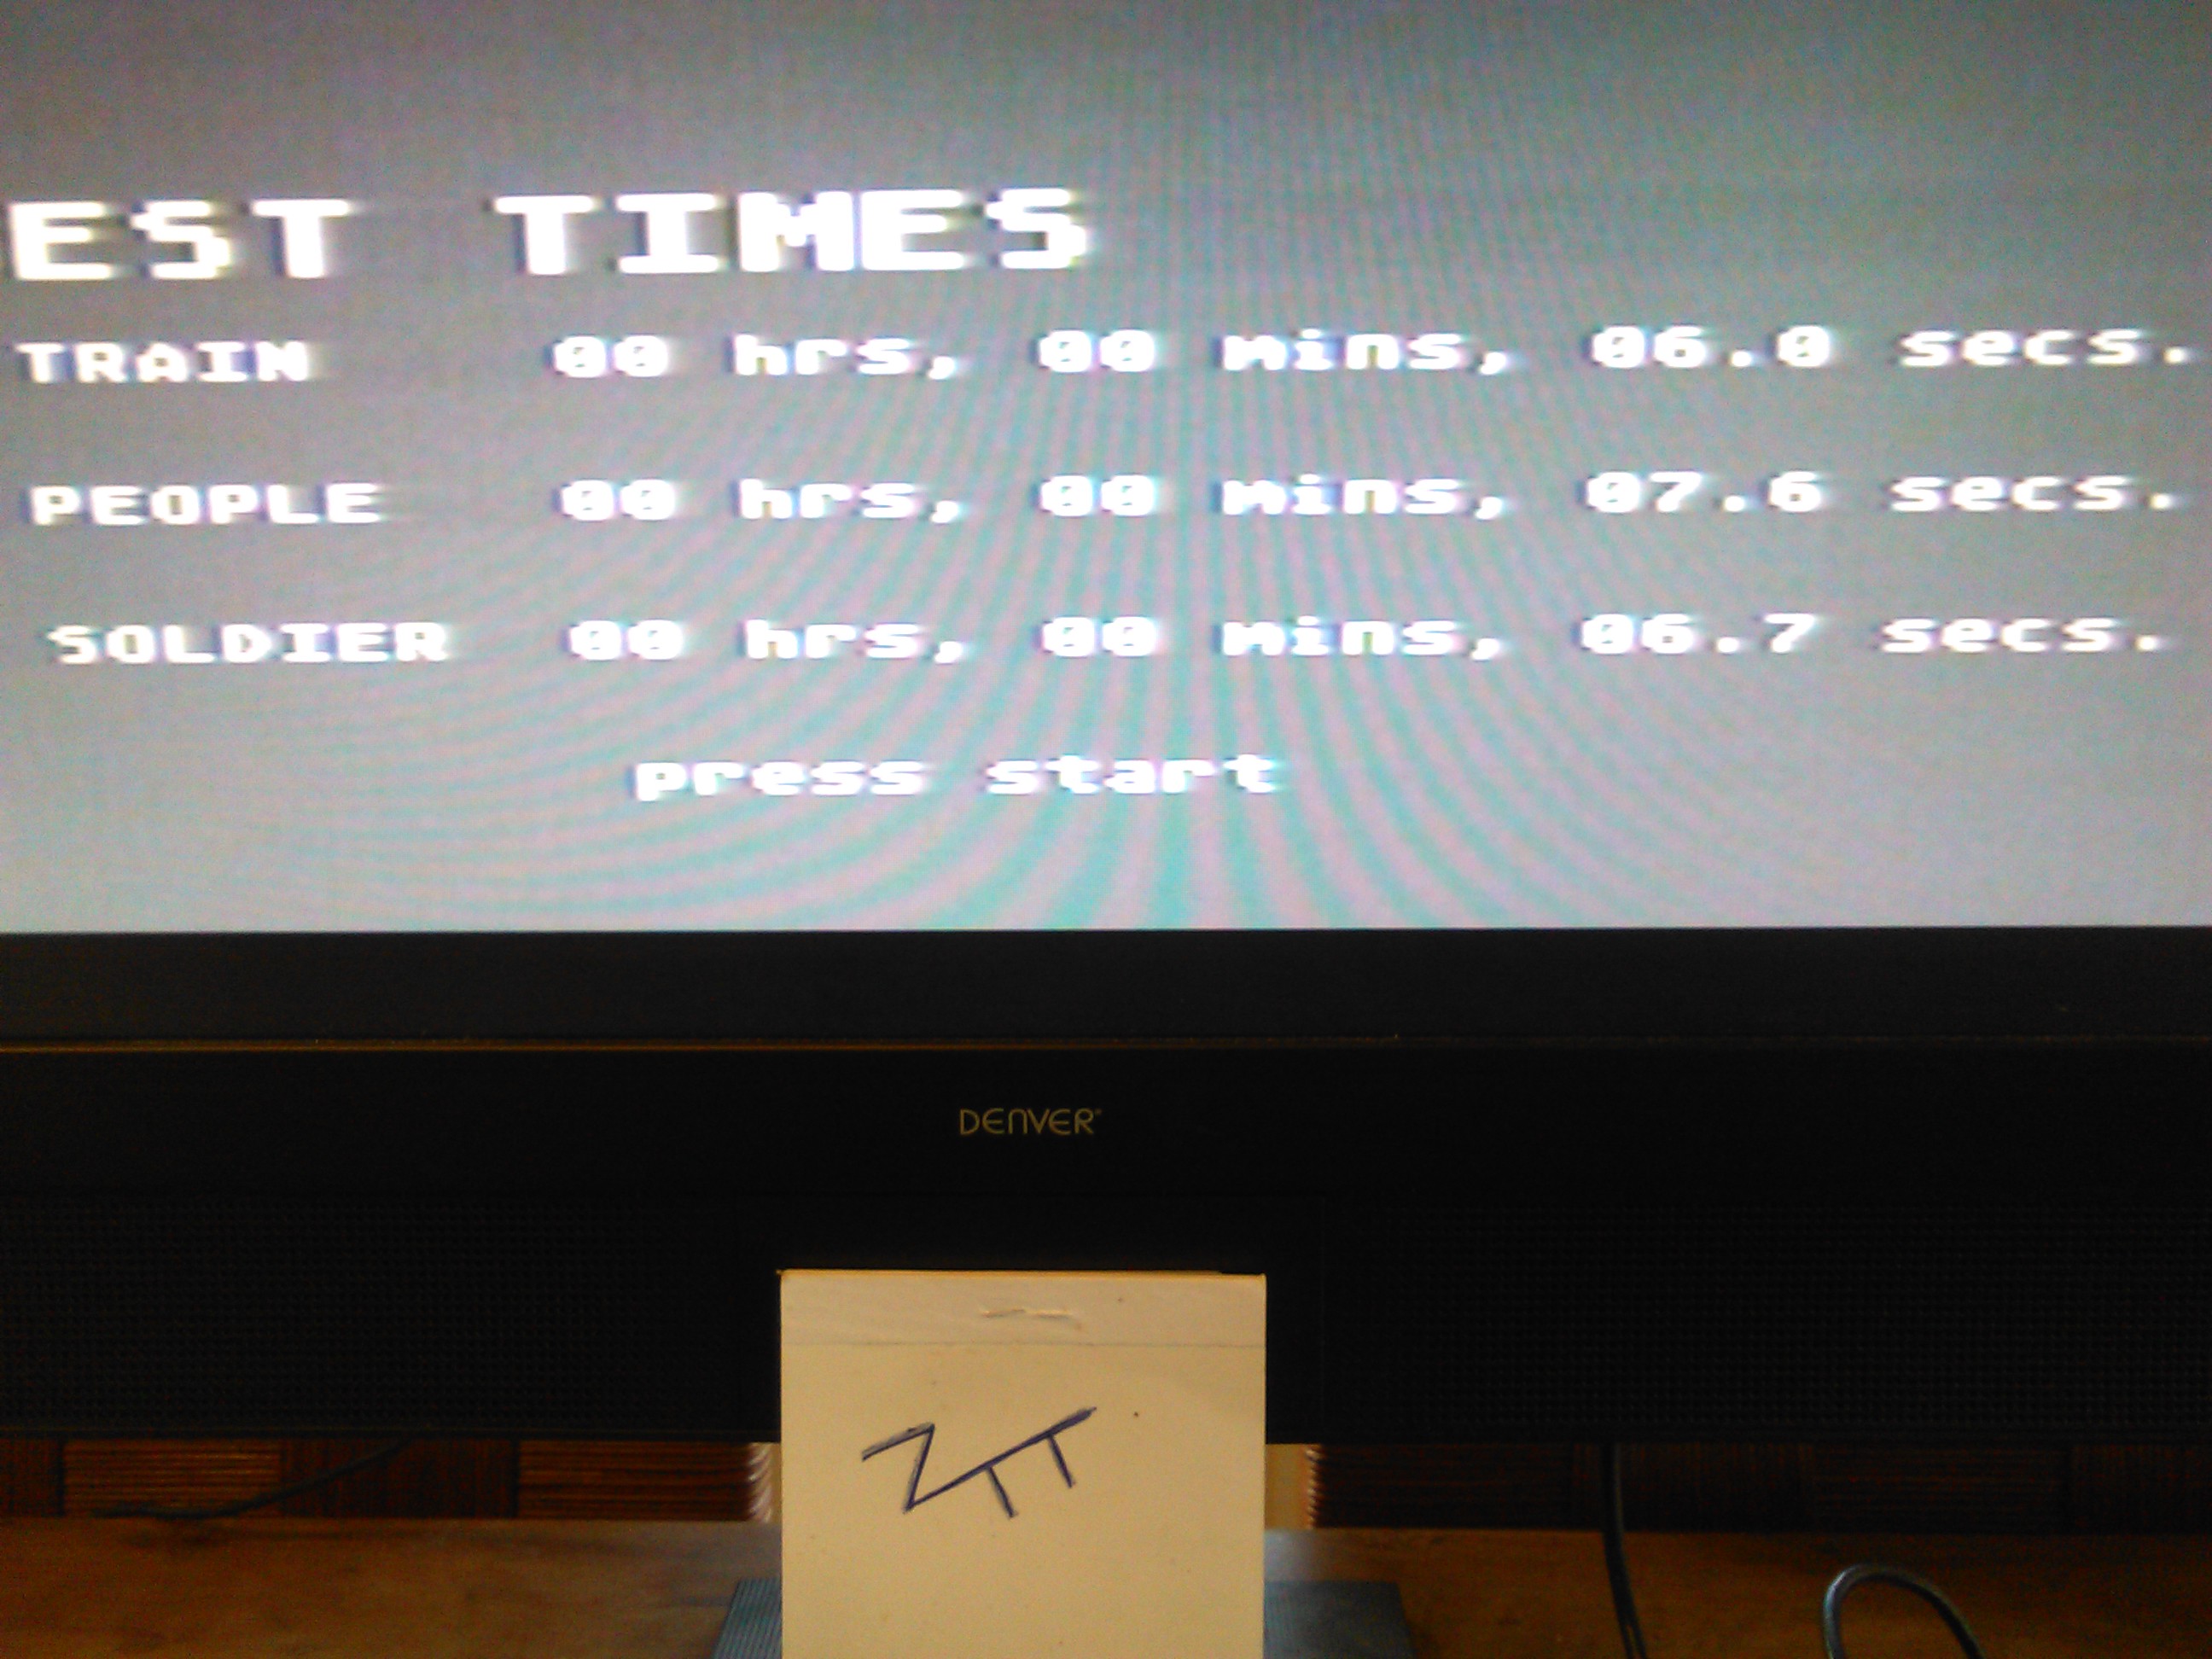 EST TIMES
TRAIN 00 hrs, 00 mins, 06.0 secs.
PEOPLE 00 hrs, 00 mins, 07.6 secs.
SOLDIER 00 hrs, 00 mins, 06.7 secs.
press start
DENVER
ZTT